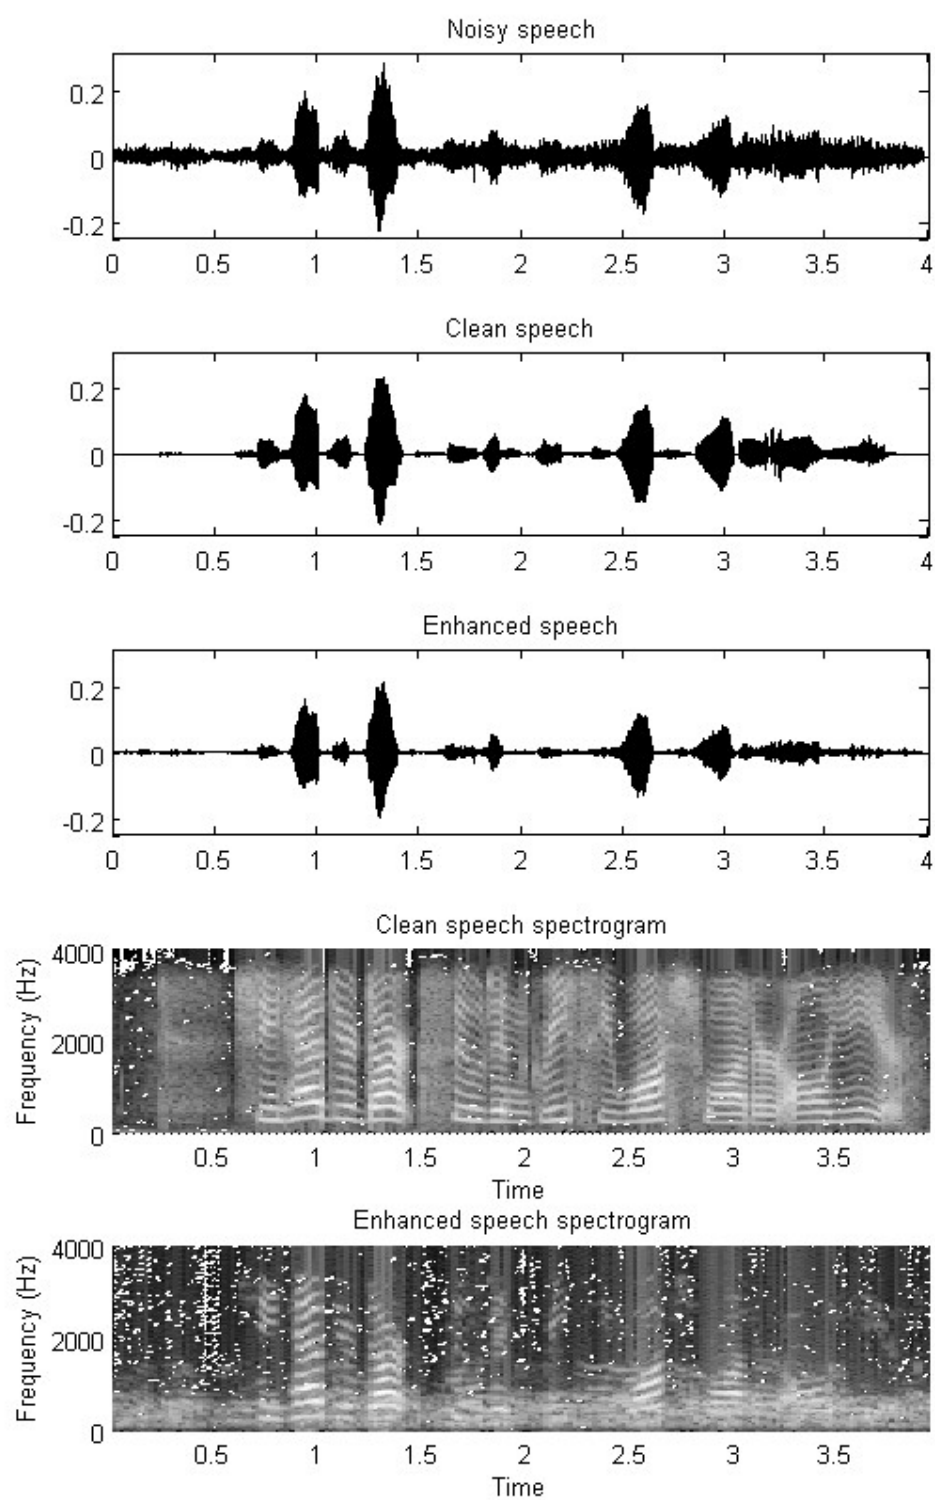 Noisy speech
0.2
0
-0.2
0 0.5 1 1.5 2 2.5 3 3.5 4
Clean speech
0.2
0
-0.2
0 0.5 1 1.5 2 2.5 3 3.5 4
Enhanced speech
0.2
0
-0.2
0 0.5 1 1.5 2 2.5 3 3.5 4
Clean speech spectrogram
Frequency (Hz)
4000
2000
0
0.5 1 1.5 2 2.5 3 3.5
Time
Enhanced speech spectrogram
Frequency (Hz)
4000
2000
0
0.5 1 1.5 2 2.5 3 3.5
Time